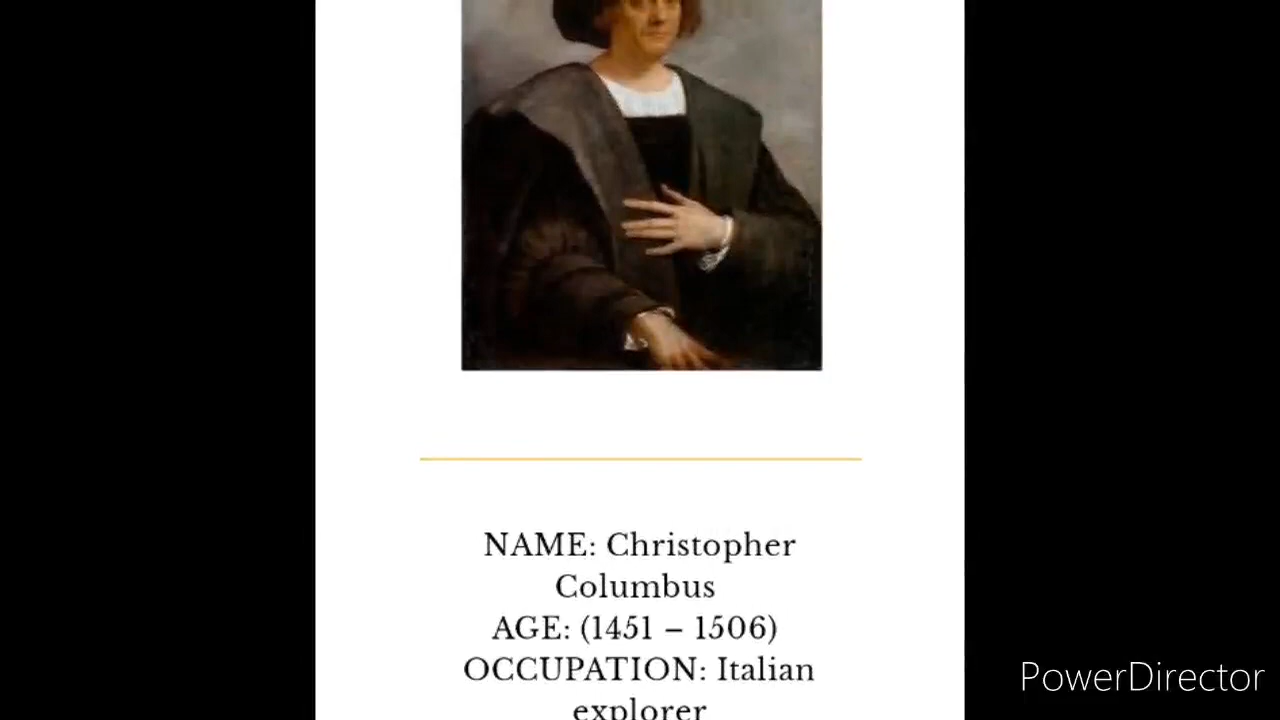 NAME: Christopher
Columbus
AGE: (1451 – 1506)
OCCUPATION: Italian
explorer
PowerDirector